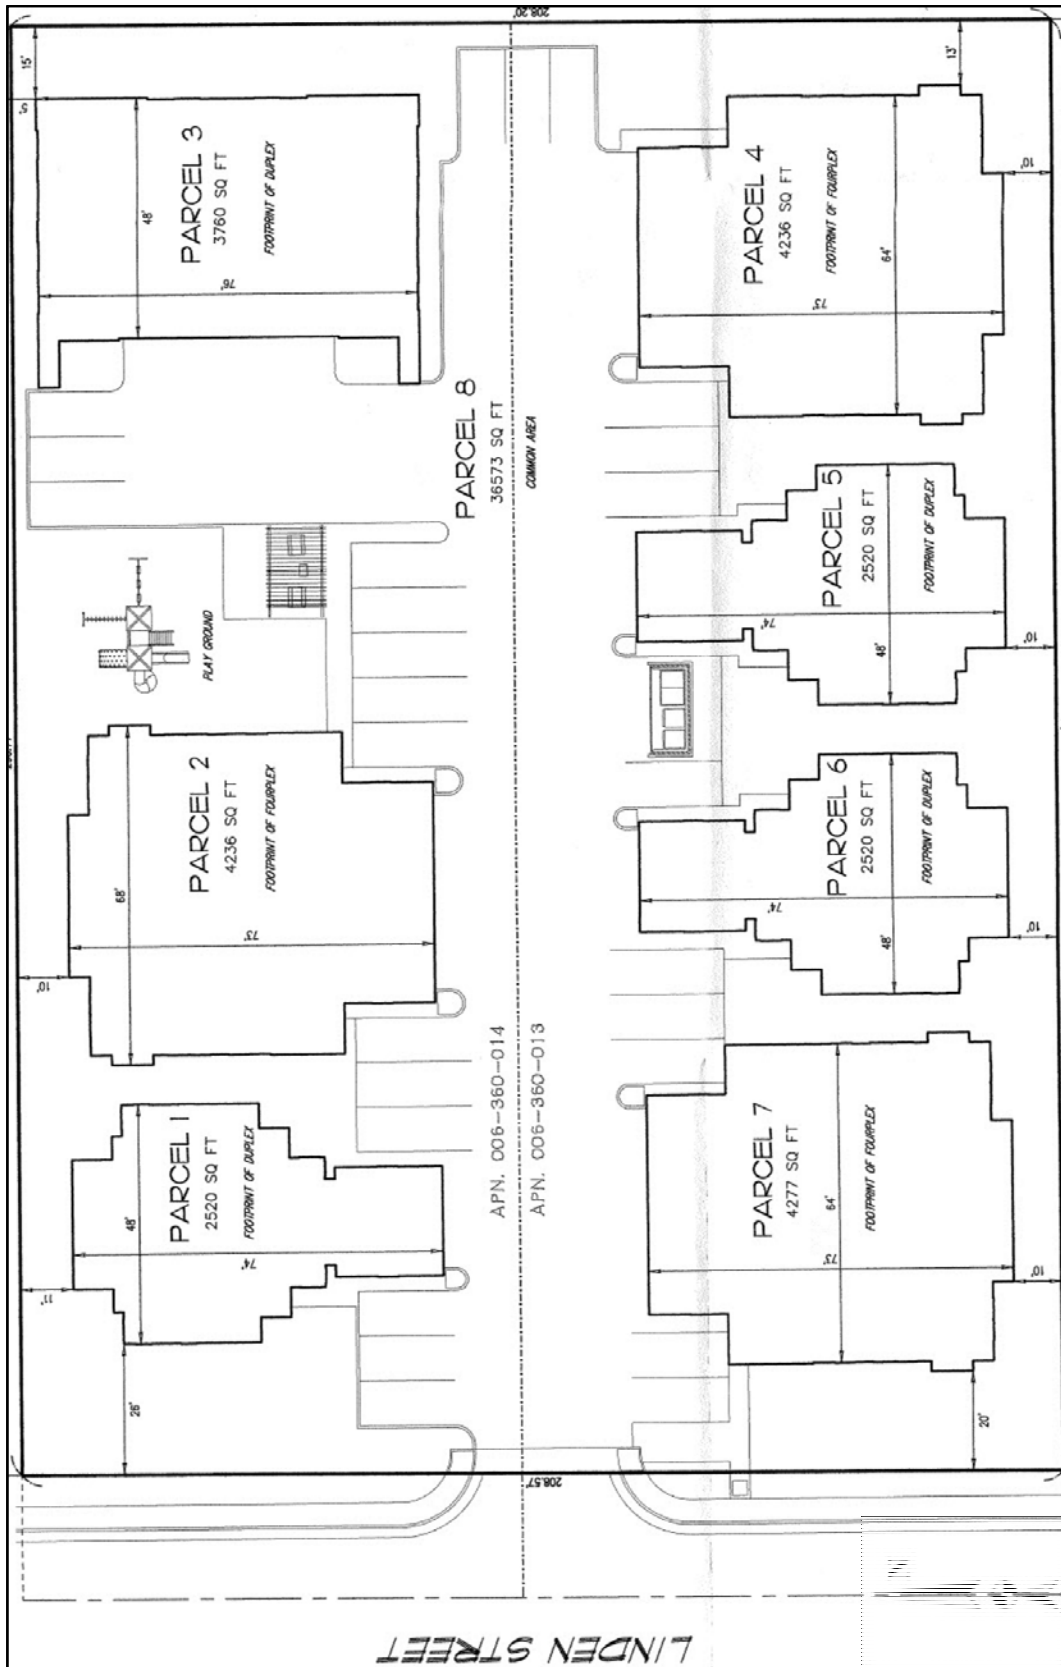 208.20'
15'
5'
13'
PARCEL 3
3760 SQ FT
FOOTPRINT OF DUPLEX
48'
76'
PARCEL 4
4236 SQ FT
FOOTPRINT OF FOURPLEX
64'
73'
10'
PARCEL 8
36573 SQ FT
COMMON AREA
PARCEL 5
2520 SQ FT
FOOTPRINT OF DUPLEX
74'
48'
10'
PLAY GROUND
PARCEL 2
4236 SQ FT
FOOTPRINT OF FOURPLEX
68'
73'
10'
PARCEL 6
2520 SQ FT
FOOTPRINT OF DUPLEX
74'
48'
10'
APN. 006-360-014
APN. 006-360-013
PARCEL 1
2520 SQ FT
FOOTPRINT OF DUPLEX
48'
74'
11'
26'
PARCEL 7
4277 SQ FT
FOOTPRINT OF FOURPLEX
64'
73'
10'
20'
208.57'
LINDEN STREET